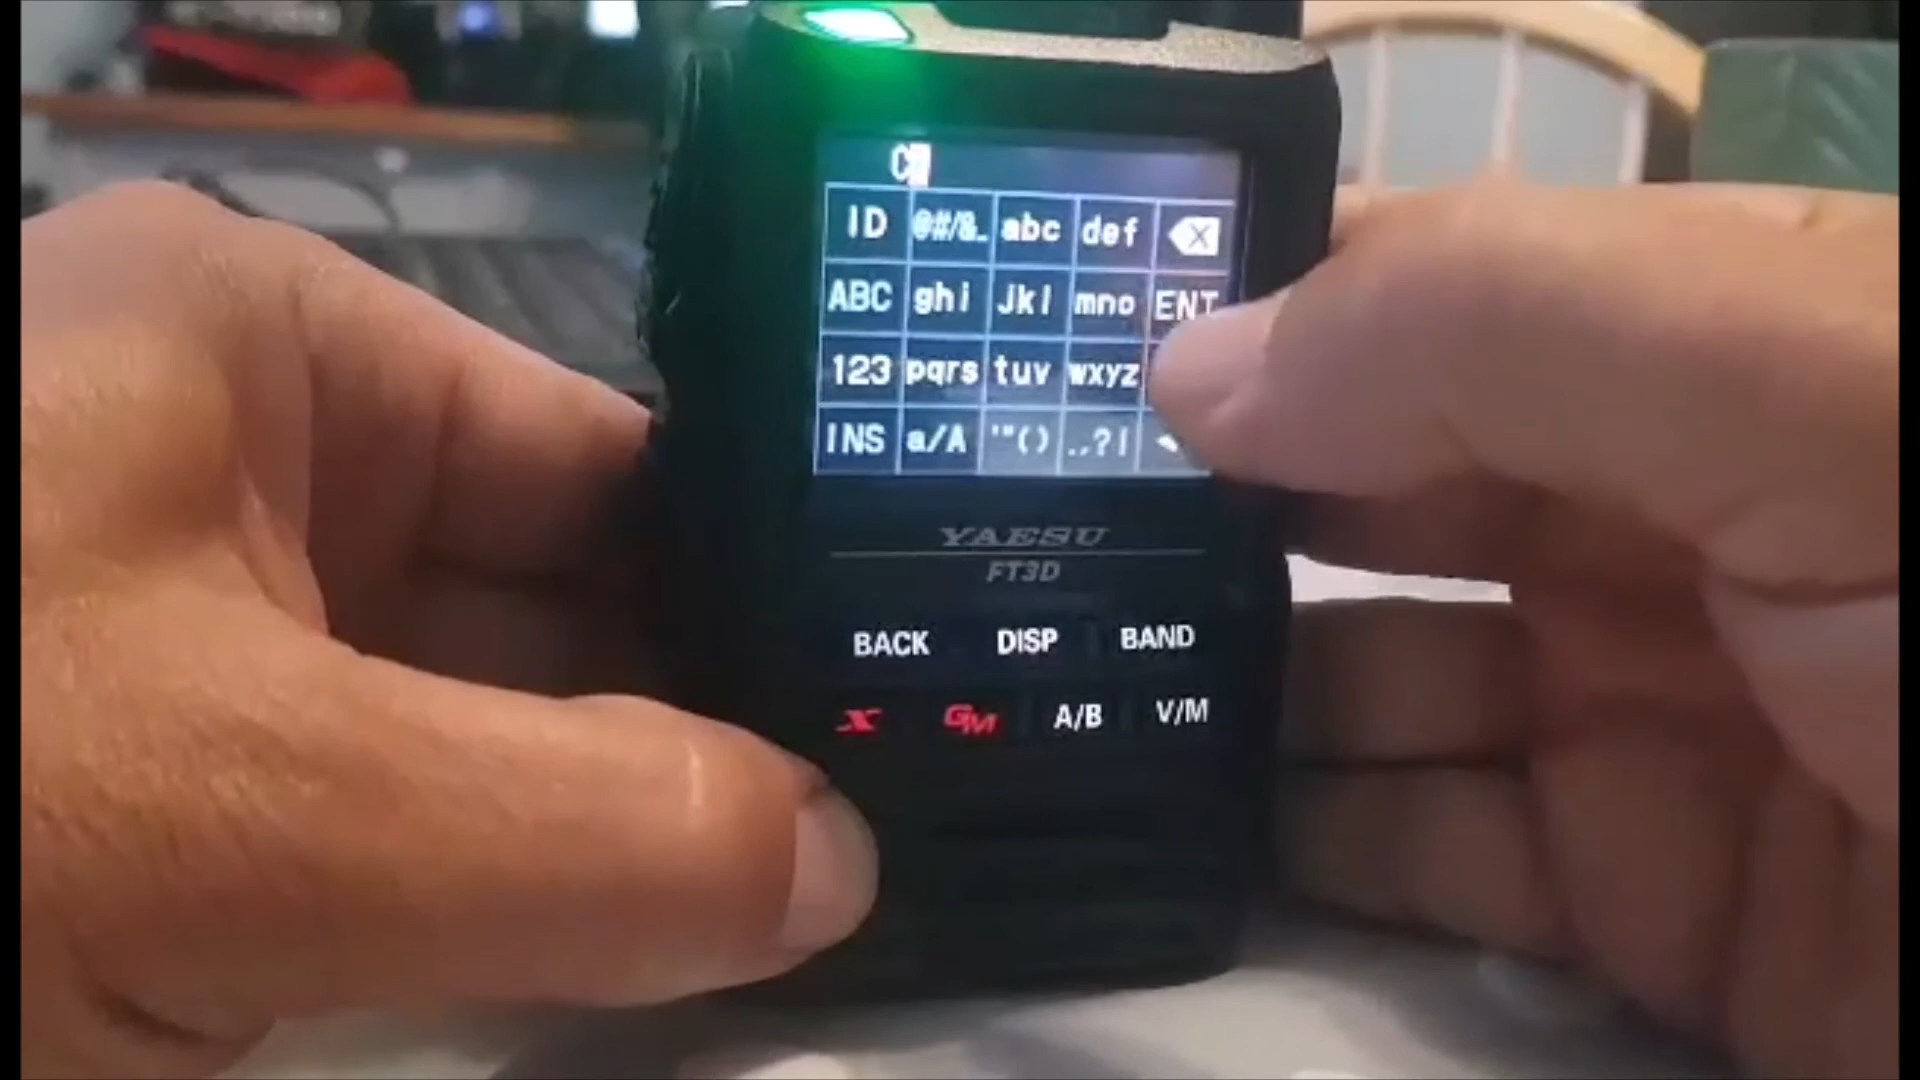 C
ID @#/&_ abc def X
ABC ghi jkl mno ENT
123 pqrs tuv wxyz
INS a/A '"() .,?!
YAESU
FT3D
BACK DISP BAND
X GM A/B V/M